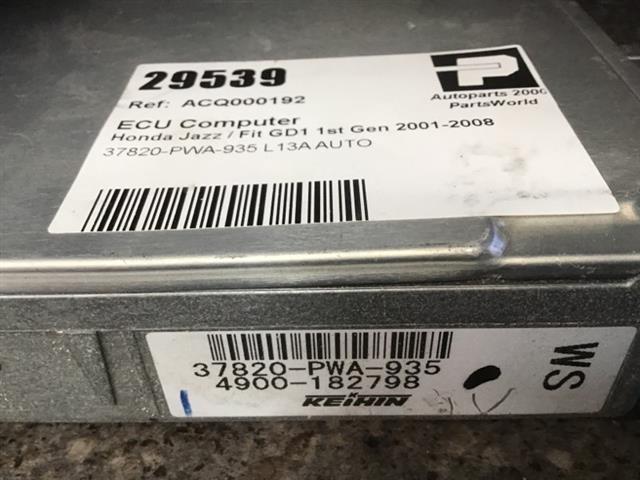 29539
Ref: ACQ000192
ECU Computer
Honda Jazz / Fit GD1 1st Gen 2001-2008
37820-PWA-935 L13A AUTO
P
Autoparts 2000
PartsWorld
37820-PWA-935
4900-182798
KEIHIN
WS